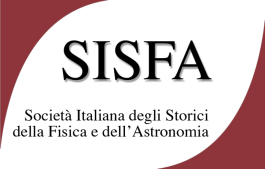 SISFA
Società Italiana degli Storici
della Fisica e dell'Astronomia